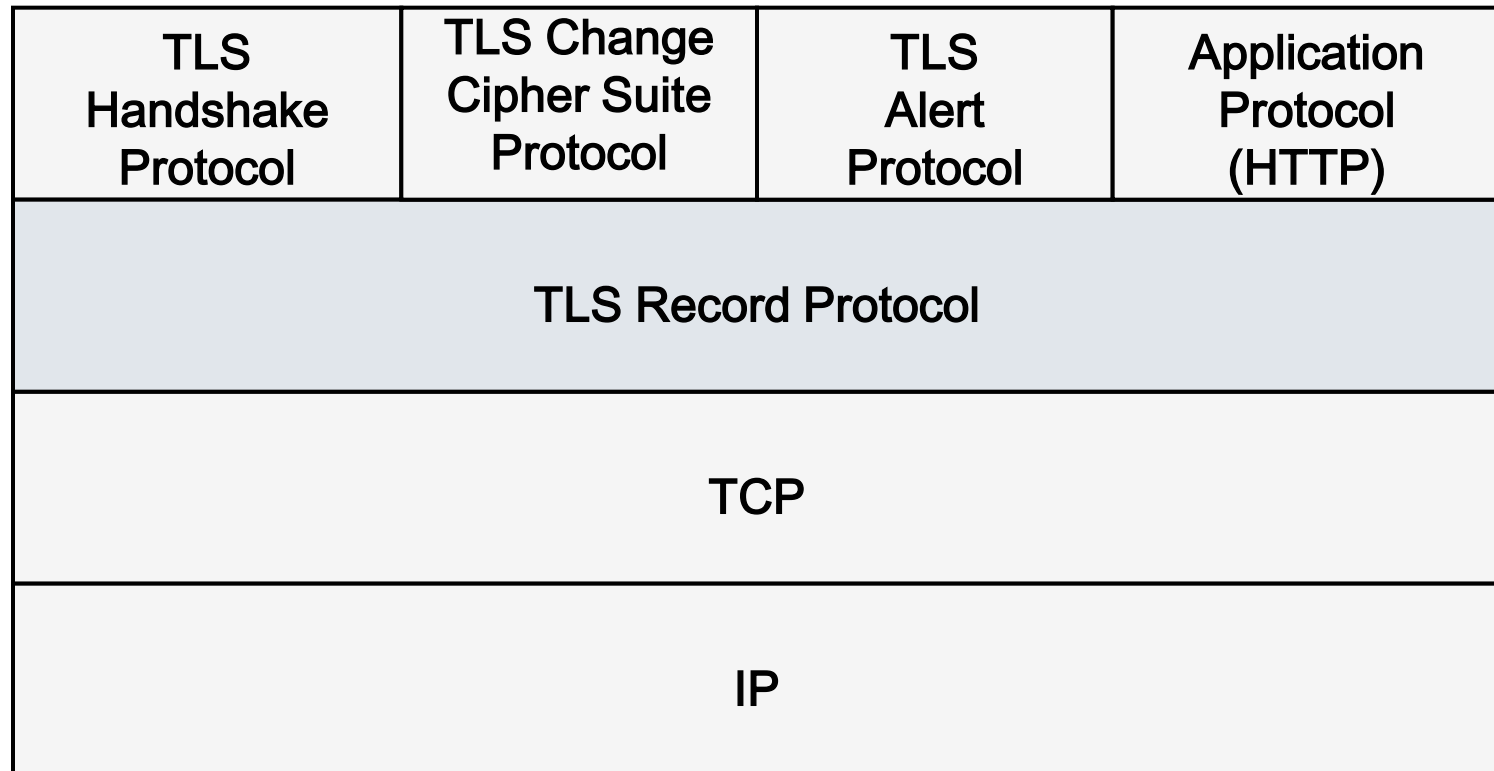 TLS
Handshake
Protocol
TLS Change
Cipher Suite
Protocol
TLS
Alert
Protocol
Application
Protocol
(HTTP)
TLS Record Protocol
TCP
IP